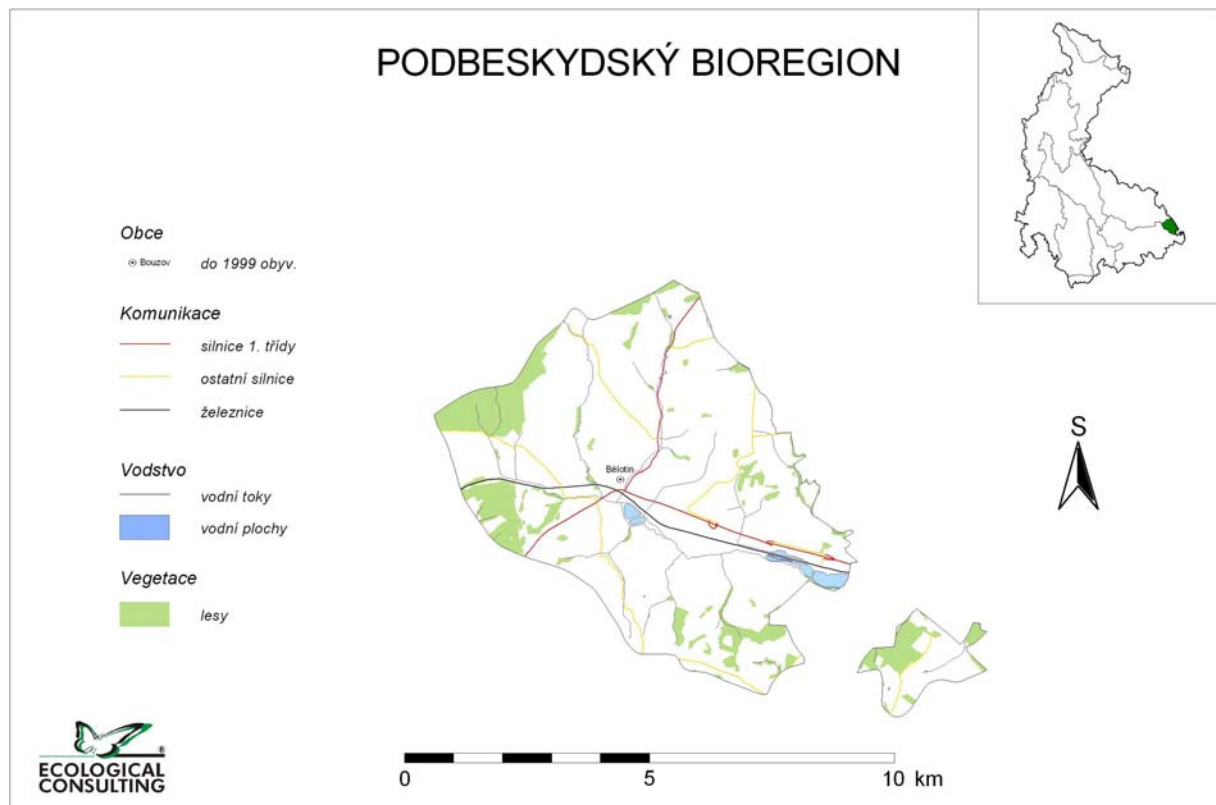 PODBESKYDSKÝ BIOREGION
Obce
Bouzov do 1999 obyv.
Komunikace
silnice 1. třídy
ostatní silnice
železnice
Vodstvo
vodní toky
vodní plochy
Vegetace
lesy
Bělotin
S
ECOLOGICAL
CONSULTING
®
0 5 10 km